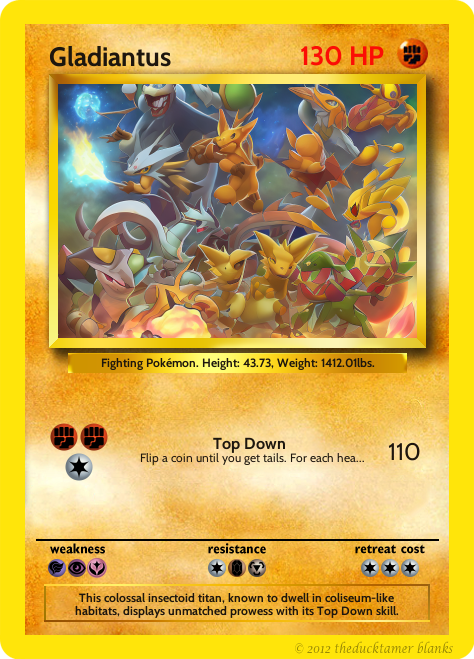 Gladiantus 130 HP
Fighting Pokémon. Height: 43.73, Weight: 1412.01lbs.
Top Down
Flip a coin until you get tails. For each hea... 110
weakness resistance retreat cost
This colossal insectoid titan, known to dwell in coliseum-like
habitats, displays unmatched prowess with its Top Down skill.
© 2012 theducktamer blanks